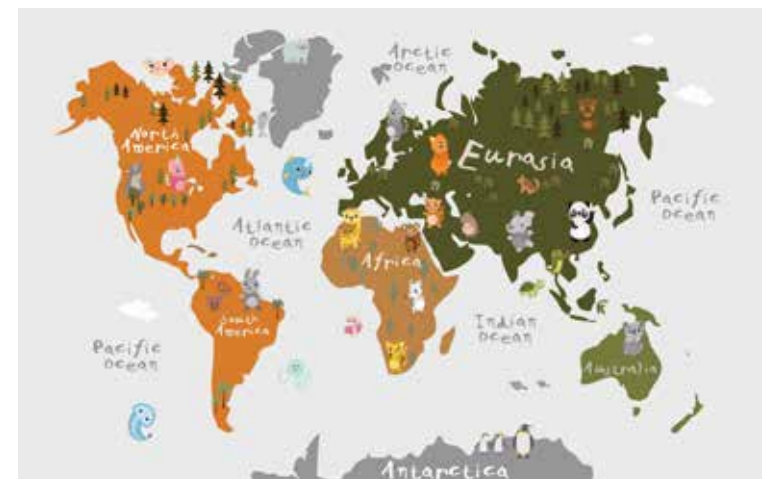 Arctic
ocean
North
America
Eurasia
Pacific
ocean
Atlantic
ocean
Africa
South
America
Indian
ocean
Pacific
ocean
Australia
Antarctica